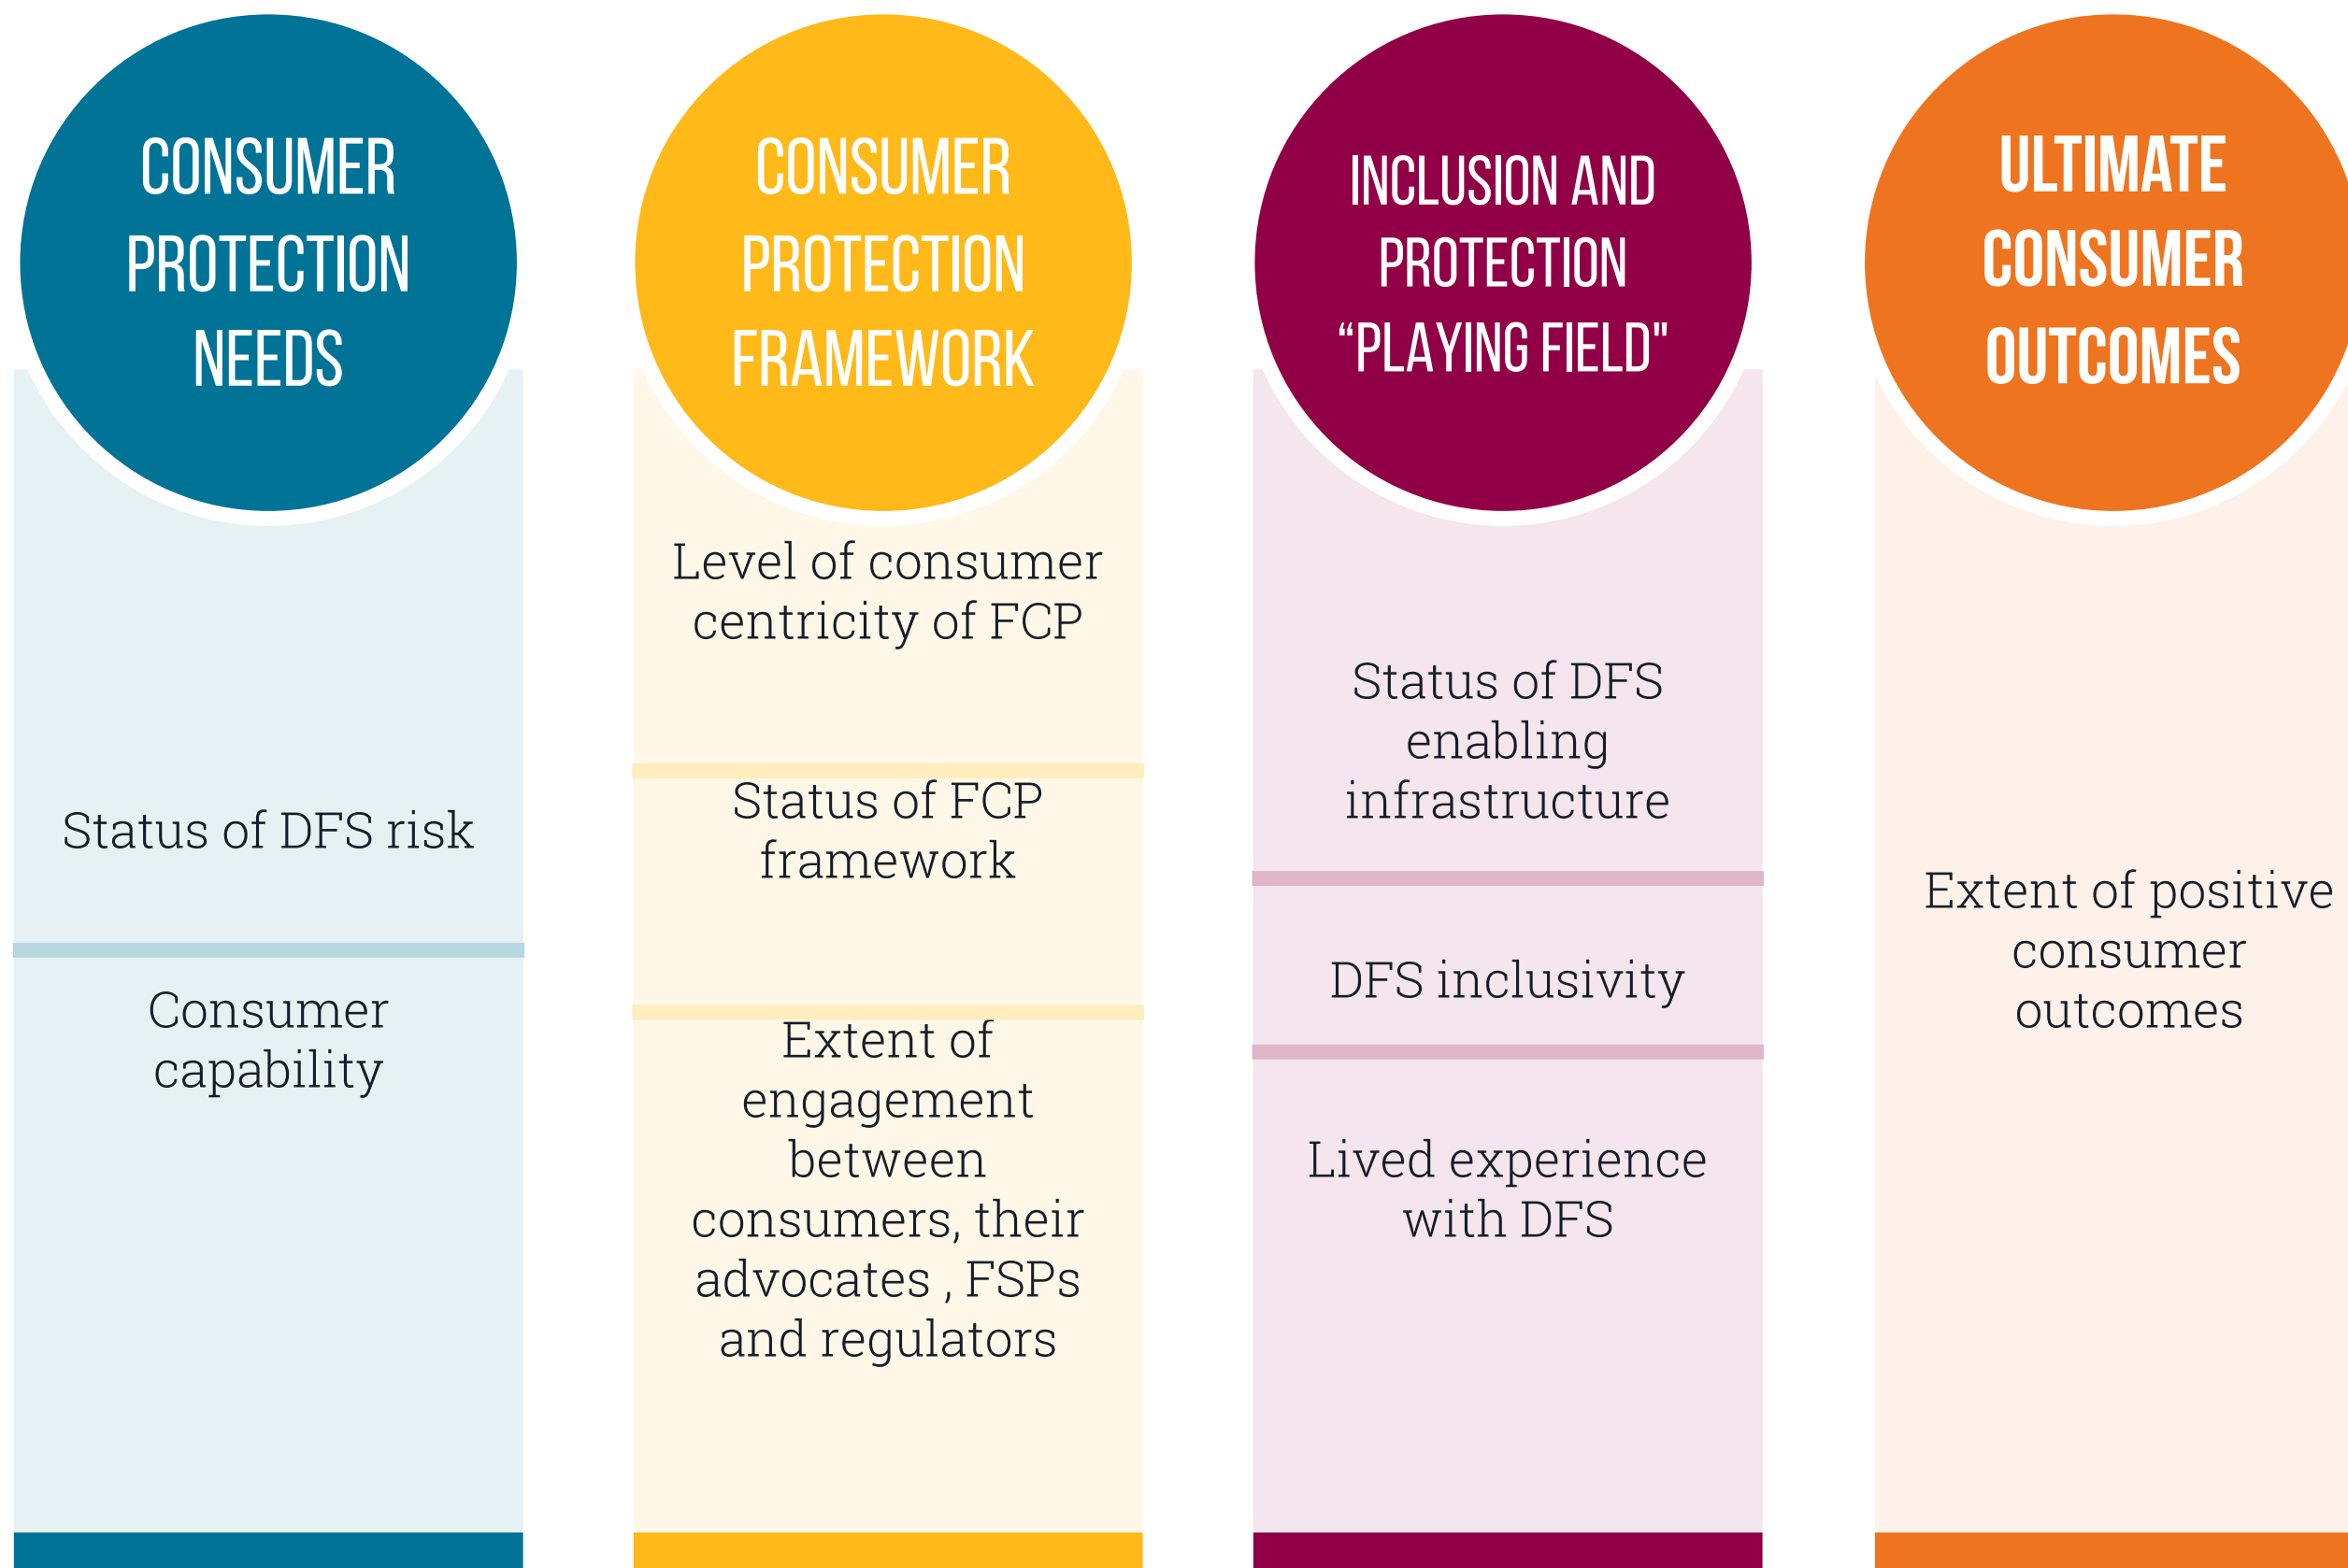 CONSUMER
PROTECTION
NEEDS
Status of DFS risk
Consumer
capability
CONSUMER
PROTECTION
FRAMEWORK
Level of consumer
centricity of FCP
Status of FCP
framework
Extent of
engagement
between
consumers, their
advocates , FSPs
and regulators
INCLUSION AND
PROTECTION
“PLAYING FIELD"
Status of DFS
enabling
infrastructure
DFS inclusivity
Lived experience
with DFS
ULTIMATE
CONSUMER
OUTCOMES
Extent of positive
consumer
outcomes